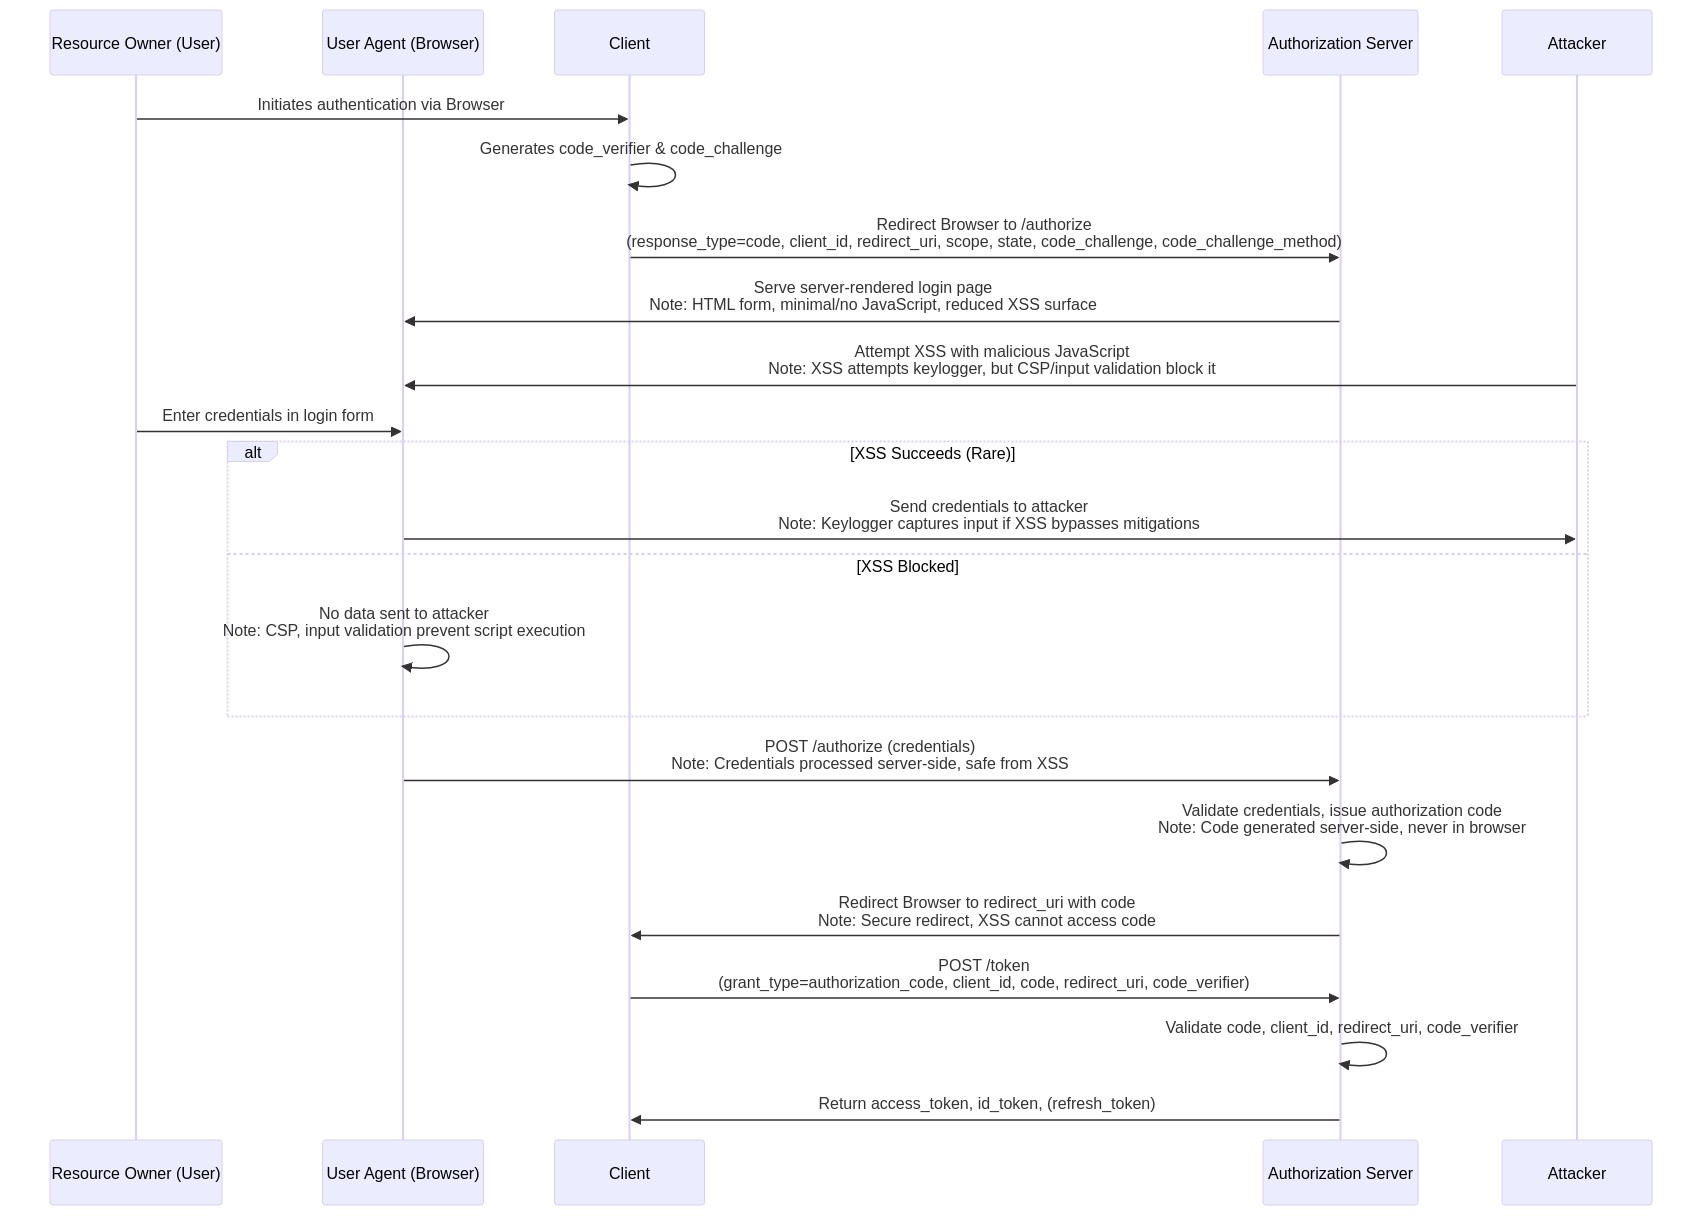 Resource Owner (User)
User Agent (Browser)
Client
Authorization Server
Attacker
Initiates authentication via Browser
Generates code_verifier & code_challenge
Redirect Browser to /authorize
(response_type=code, client_id, redirect_uri, scope, state, code_challenge, code_challenge_method)
Serve server-rendered login page
Note: HTML form, minimal/no JavaScript, reduced XSS surface
Attempt XSS with malicious JavaScript
Note: XSS attempts keylogger, but CSP/input validation block it
Enter credentials in login form
alt
[XSS Succeeds (Rare)]
Send credentials to attacker
Note: Keylogger captures input if XSS bypasses mitigations
[XSS Blocked]
No data sent to attacker
Note: CSP, input validation prevent script execution
POST /authorize (credentials)
Note: Credentials processed server-side, safe from XSS
Validate credentials, issue authorization code
Note: Code generated server-side, never in browser
Redirect Browser to redirect_uri with code
Note: Secure redirect, XSS cannot access code
POST /token
(grant_type=authorization_code, client_id, code, redirect_uri, code_verifier)
Validate code, client_id, redirect_uri, code_verifier
Return access_token, id_token, (refresh_token)
Resource Owner (User)
User Agent (Browser)
Client
Authorization Server
Attacker